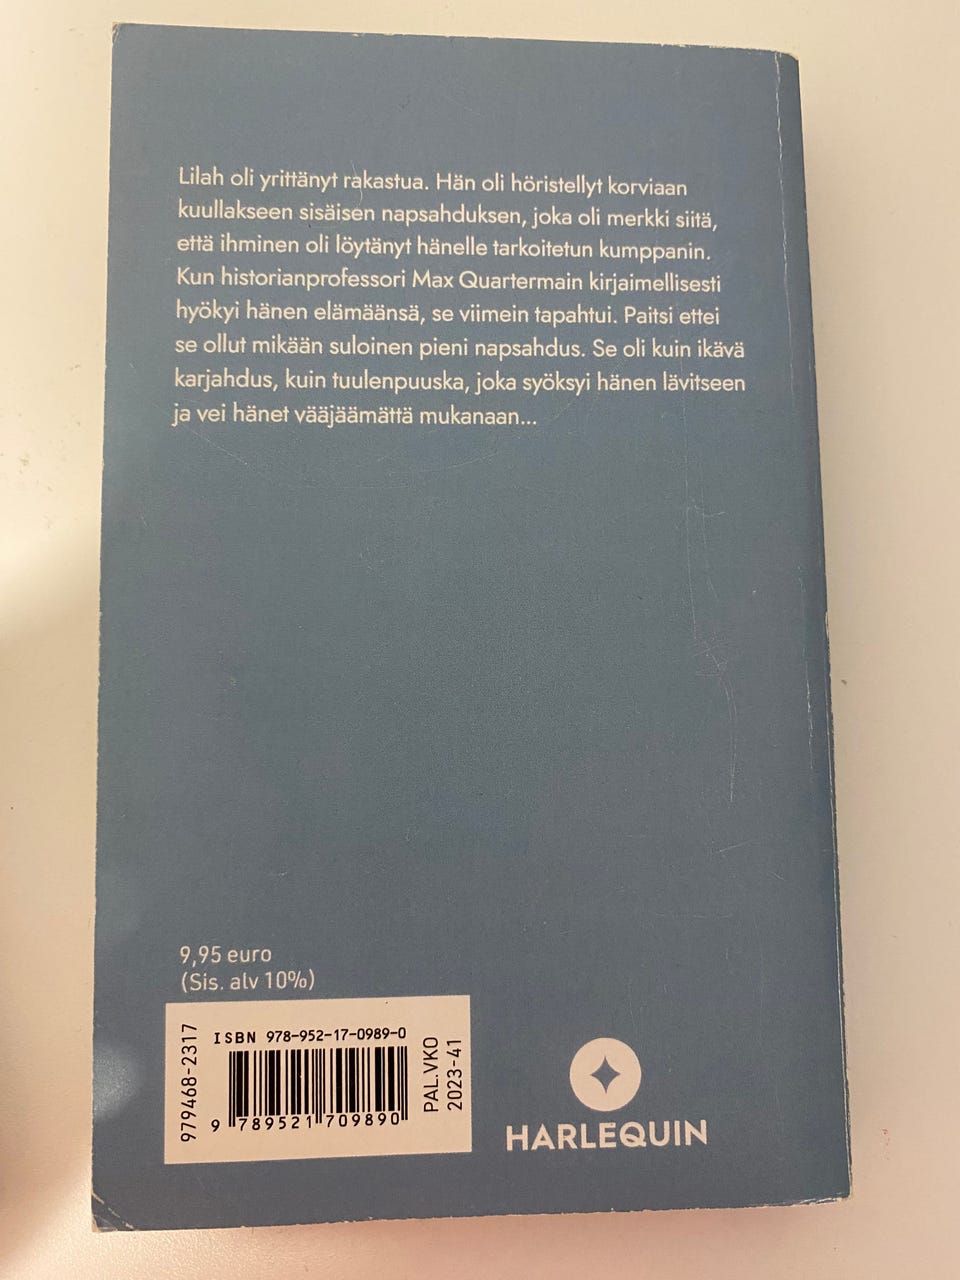 Lilah oli yrittänyt rakastua. Hän oli höristellyt korviaan
kuullakseen sisäisen napsahduksen, joka oli merkki siitä,
että ihminen oli löytänyt hänelle tarkoitetun kumppanin.
Kun historianprofessori Max Quartermain kirjaimellisesti
hyökyi hänen elämäänsä, se viimein tapahtui. Paitsi ettei
se ollut mikään suloinen pieni napsahdus. Se oli kuin ikävä
karjahdus, kuin tuulenpuuska, joka syöksyi hänen lävitseen
ja vei hänet vääjäämättä mukanaan...
9,95 euro
(Sis. alv 10%)
979468-2317
ISBN 978-952-17-0989-0
9 789521 709890
PAL.VKO
2023-41
HARLEQUIN